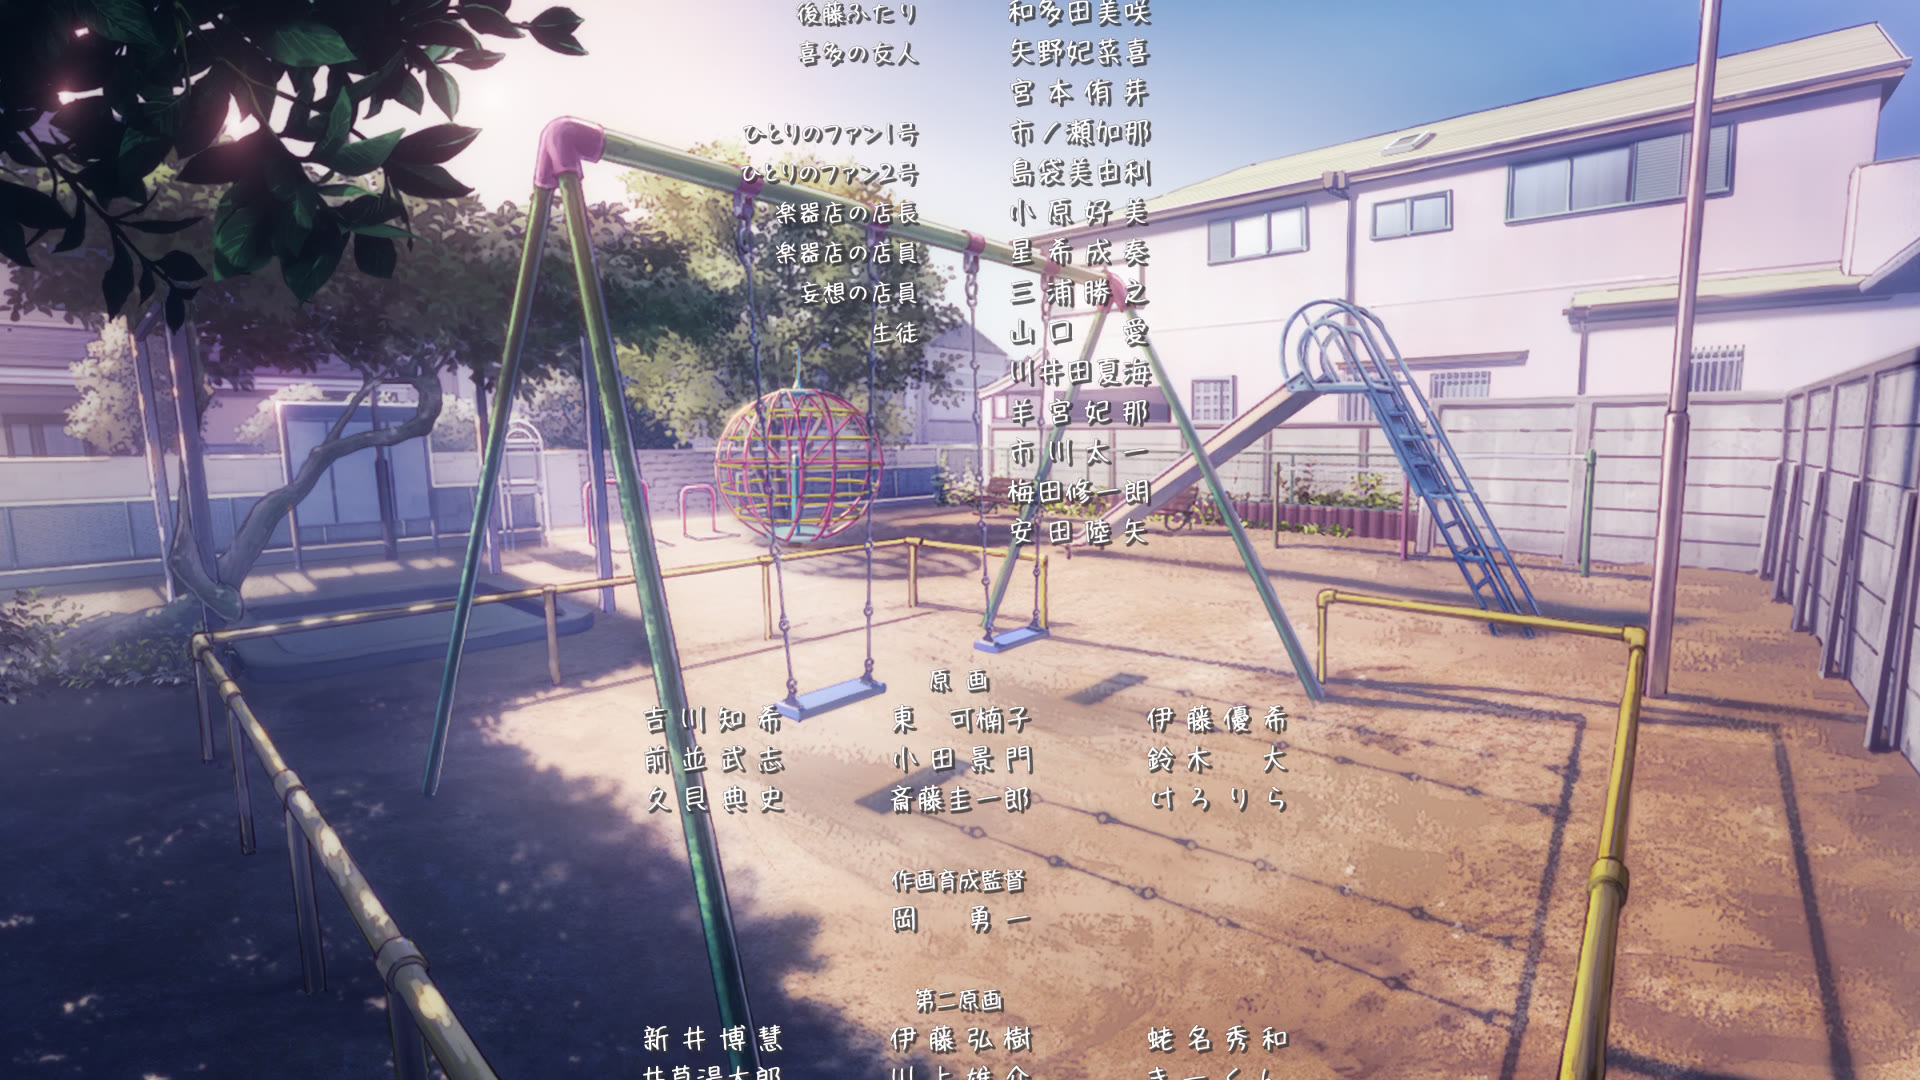 後藤ふたり 和多田美咲
喜多の友人 矢野妃菜喜
宮本侑芽
ひとりのファン1号 市ノ瀬加那
ひとりのファン2号 島袋美由利
楽器店の店長 小原好美
楽器店の店員 星希成奏
妄想の店員 三浦勝之
生徒 山口 愛
川井田夏海
羊宮妃那
市川太一
梅田修一朗
安田陸矢
原画
吉川知希 東 可楠子 伊藤優希
前並武志 小田景門 鈴木 大
久貝典史 斎藤圭一郎 けろりら
作画育成監督
岡 勇一
第二原画
新井博慧 伊藤弘樹 蛯名秀和